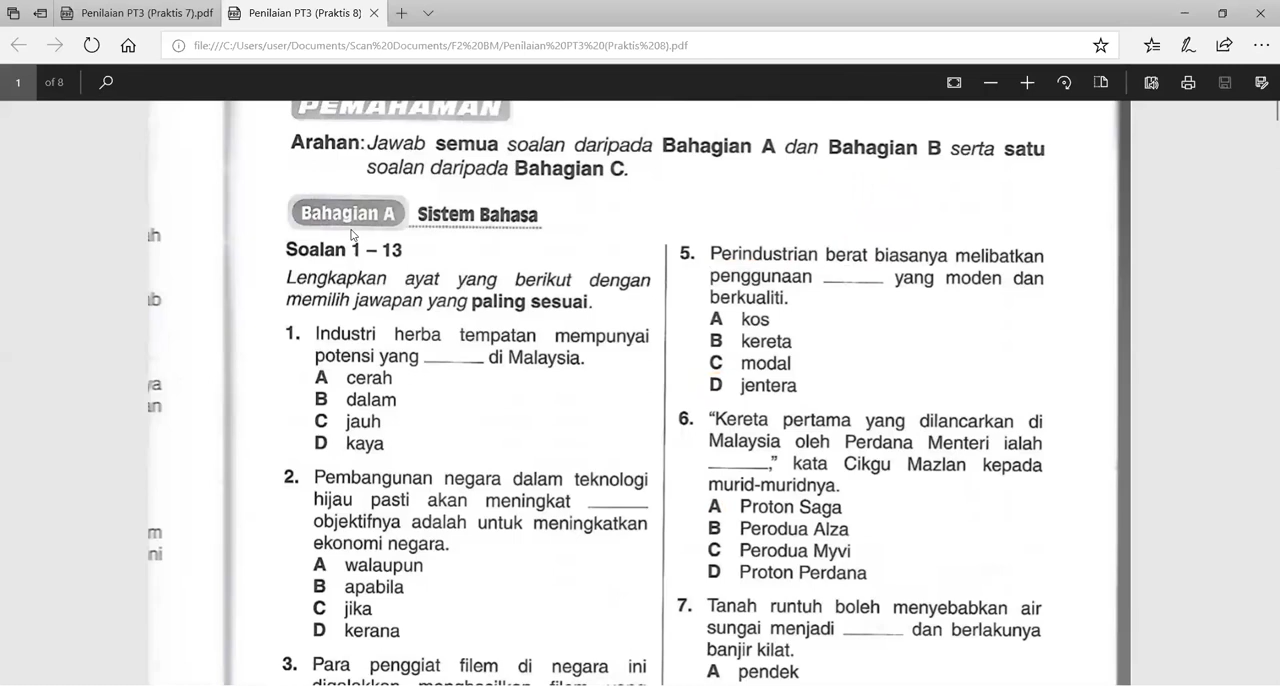 Penilaian PT3 (Praktis 7).pdf
Penilaian PT3 (Praktis 8)
file:///C:/Users/user/Documents/Scan%20Documents/F2%20BM/Penilaian%20PT3%20(Praktis%208).pdf
1 of 8
PEMAHAMAN
Arahan: Jawab semua soalan daripada Bahagian A dan Bahagian B serta satu
soalan daripada Bahagian C.
Bahagian A Sistem Bahasa
Soalan 1 – 13
Lengkapkan ayat yang berikut dengan
memilih jawapan yang paling sesuai.
1. Industri herba tempatan mempunyai
potensi yang ______ di Malaysia.
A cerah
B dalam
C jauh
D kaya
2. Pembangunan negara dalam teknologi
hijau pasti akan meningkat ______
objektifnya adalah untuk meningkatkan
ekonomi negara.
A walaupun
B apabila
C jika
D kerana
3. Para penggiat filem di negara ini
digalakkan menghasilkan filem yang
5. Perindustrian berat biasanya melibatkan
penggunaan ______ yang moden dan
berkualiti.
A kos
B kereta
C modal
D jentera
6. “Kereta pertama yang dilancarkan di
Malaysia oleh Perdana Menteri ialah
______,” kata Cikgu Mazlan kepada
murid-muridnya.
A Proton Saga
B Perodua Alza
C Perodua Myvi
D Proton Perdana
7. Tanah runtuh boleh menyebabkan air
sungai menjadi ______ dan berlakunya
banjir kilat.
A pendek